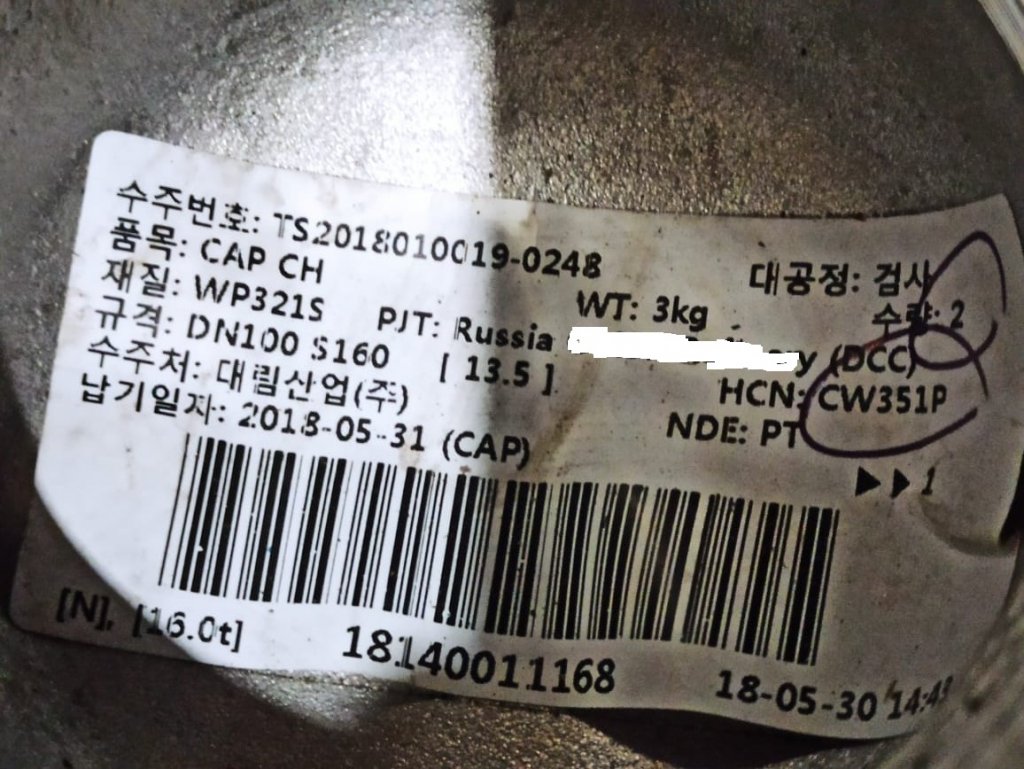 수주번호: TS2018010019-0248
품목: CAP CH WT: 3kg 대공정: 검사
재질: WP321S PJT: Russia (DCC) 수량: 2
규격: DN100 S160 [ 13.5 ] HCN: CW351P
수주처: 대림산업(주) NDE: PT
납기일자: 2018-05-31 (CAP) ▶▶1
[N], [16.0t] 18140011168 18-05-30